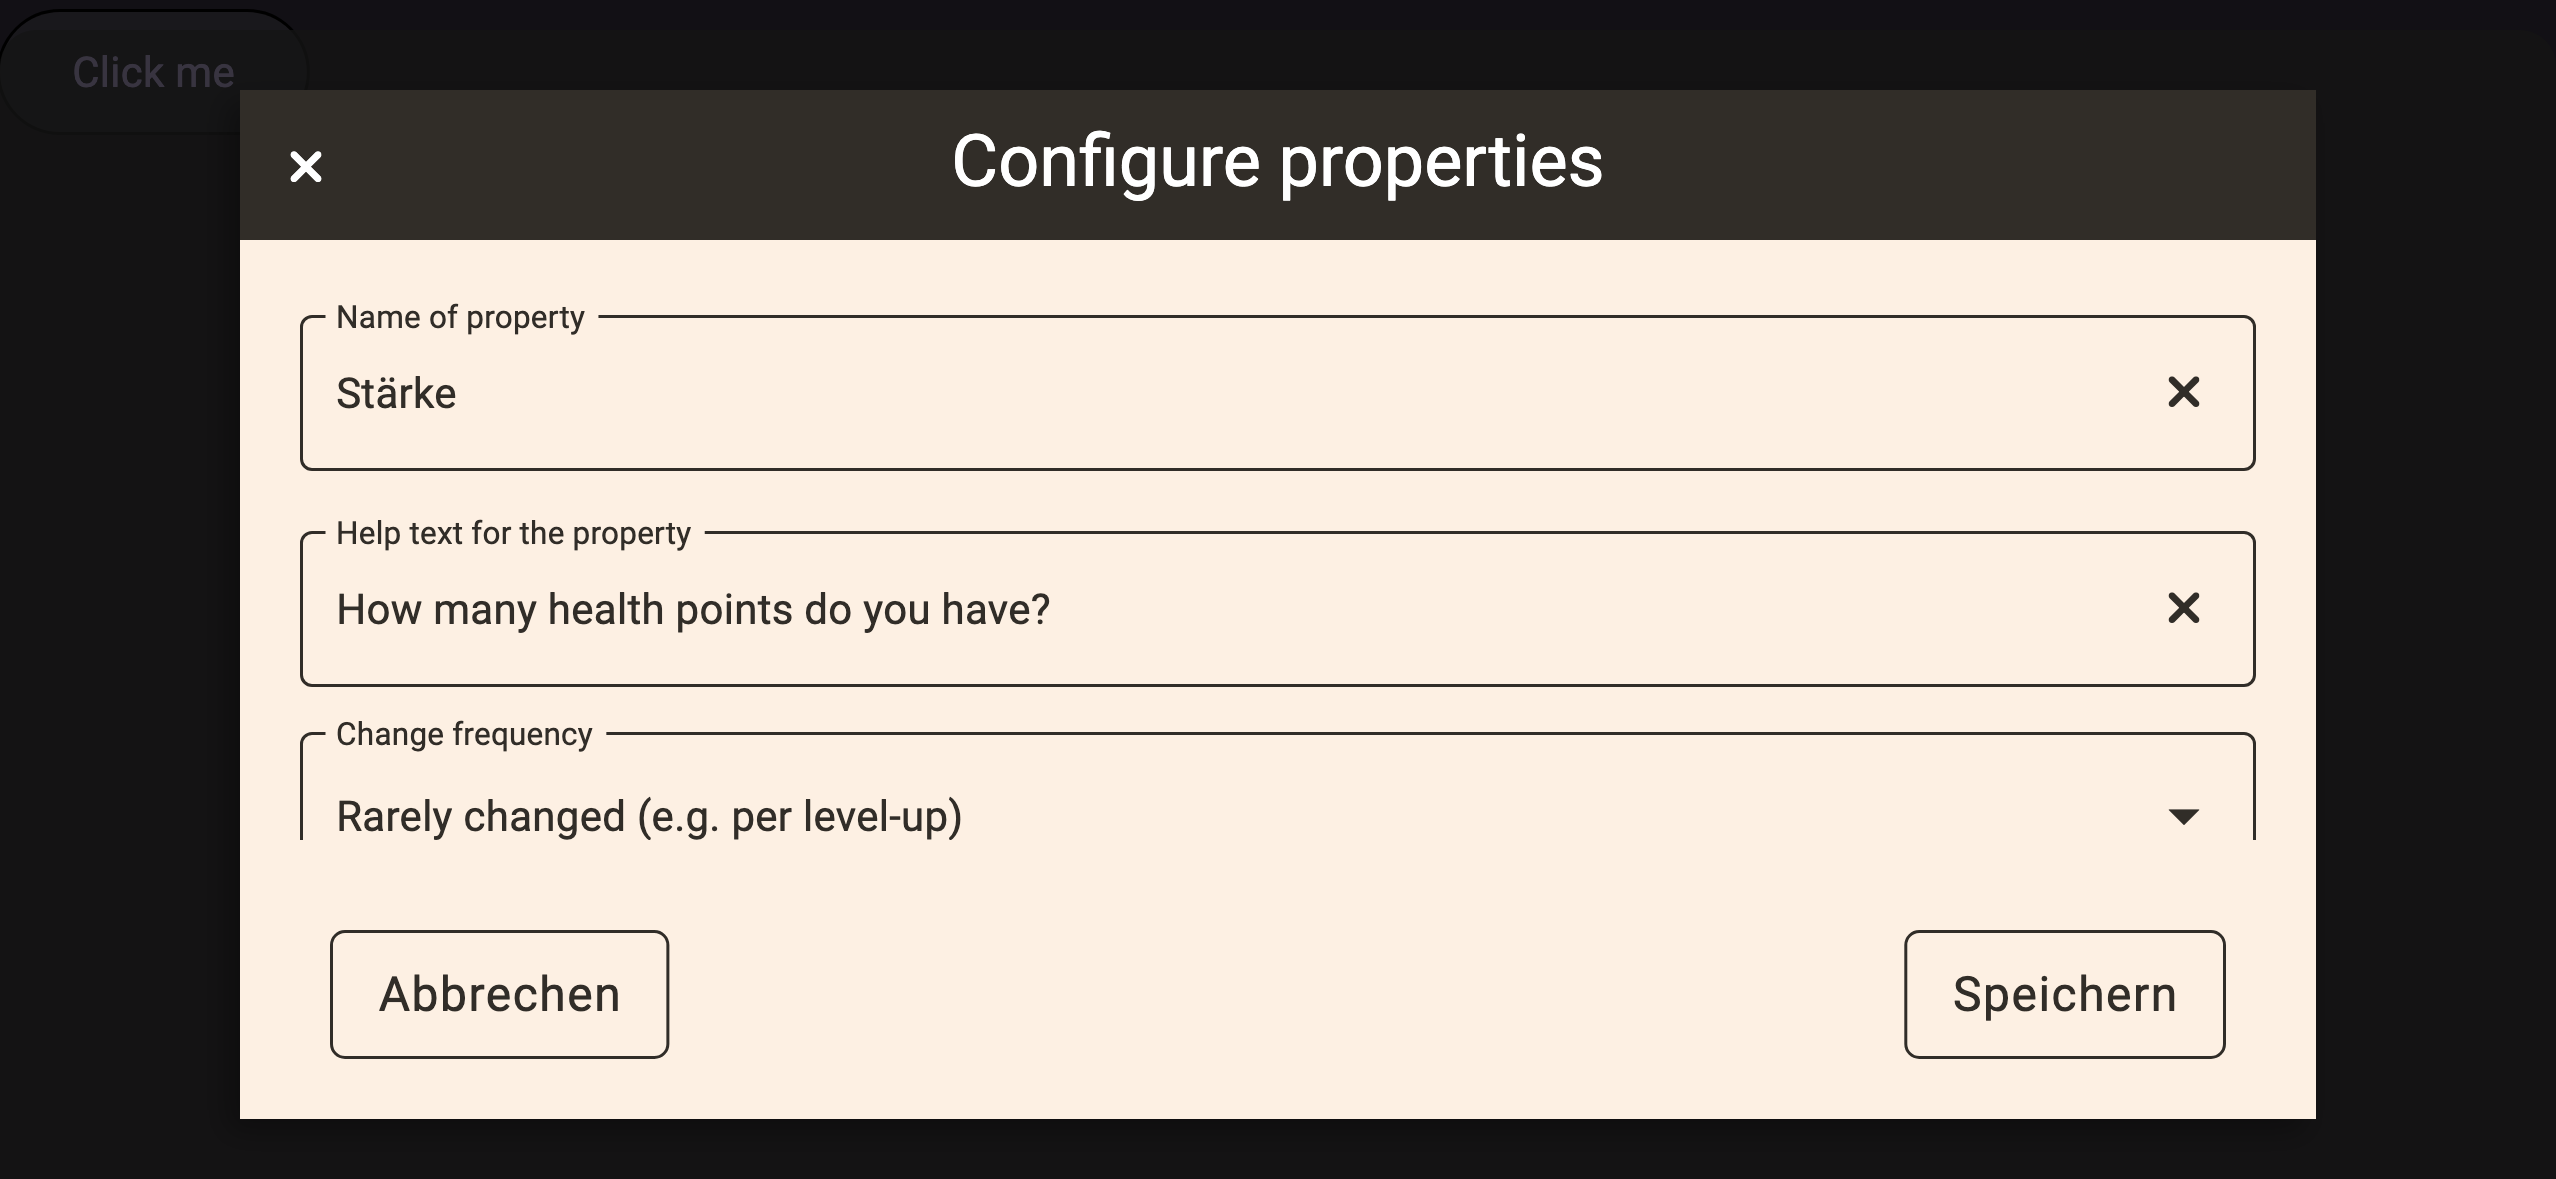 Click me
Configure properties
Name of property
Stärke
Help text for the property
How many health points do you have?
Change frequency
Rarely changed (e.g. per level-up)
Abbrechen
Speichern